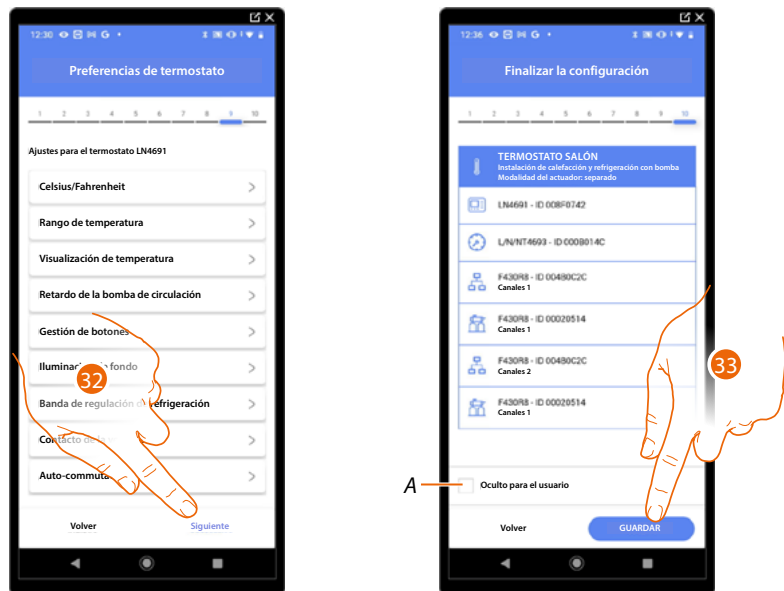 12:30
Preferencias de termostato
1 2 3 4 5 6 7 8 9 10
Ajustes para el termostato LN4691
Celsius/Fahrenheit
Rango de temperatura
Visualización de temperatura
Retardo de la bomba de circulación
Gestión de botones
fondo
32
Banda de regulación refrigeración
Auto-commuta
Volver
Siguiente
12:36
Finalizar la configuración
1 2 3 4 5 6 7 8 9 10
TERMOSTATO SALÓN
Instalación de calefacción y refrigeración con bomba
Modalidad del actuador: separado
LN4691 - ID 008F0742
L/N/NT4693 - ID 0008014C
F430R8 - ID 00480C2C
Canales 1
F430R8 - ID 00020514
Canales 1
F430R8 - ID 00480C2C
Canales 2
F430R8 - ID 00020514
Canales 1
33
A
Oculto para el usuario
Volver
GUARDAR